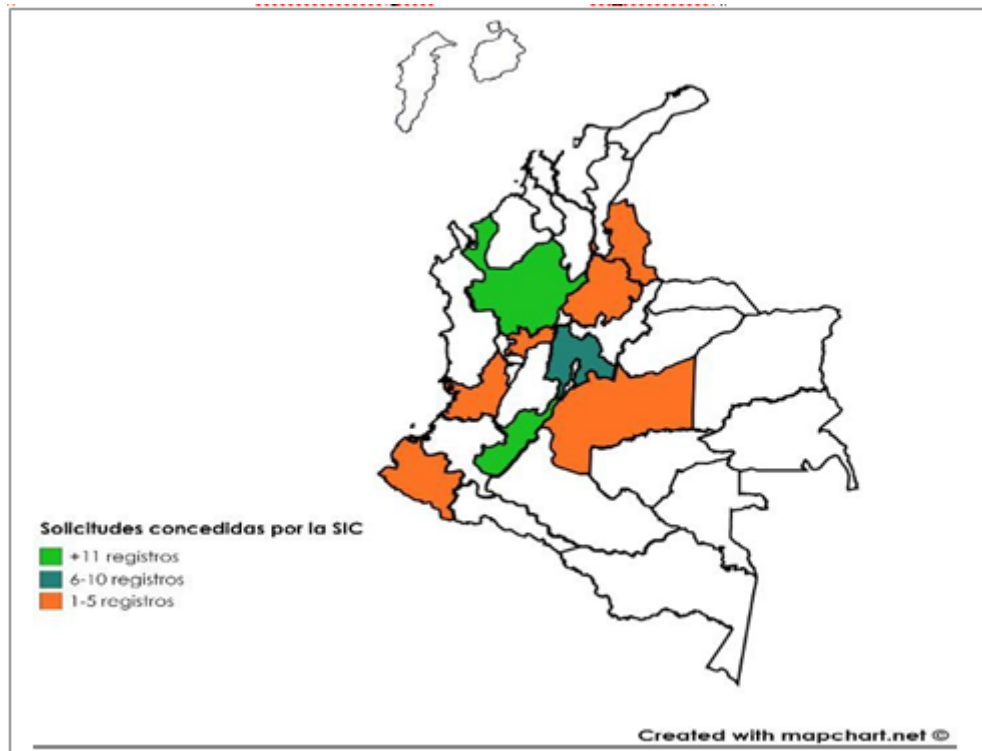 Solicitudes concedidas por la SIC
+11 registros
6-10 registros
1-5 registros
Created with mapchart.net ©